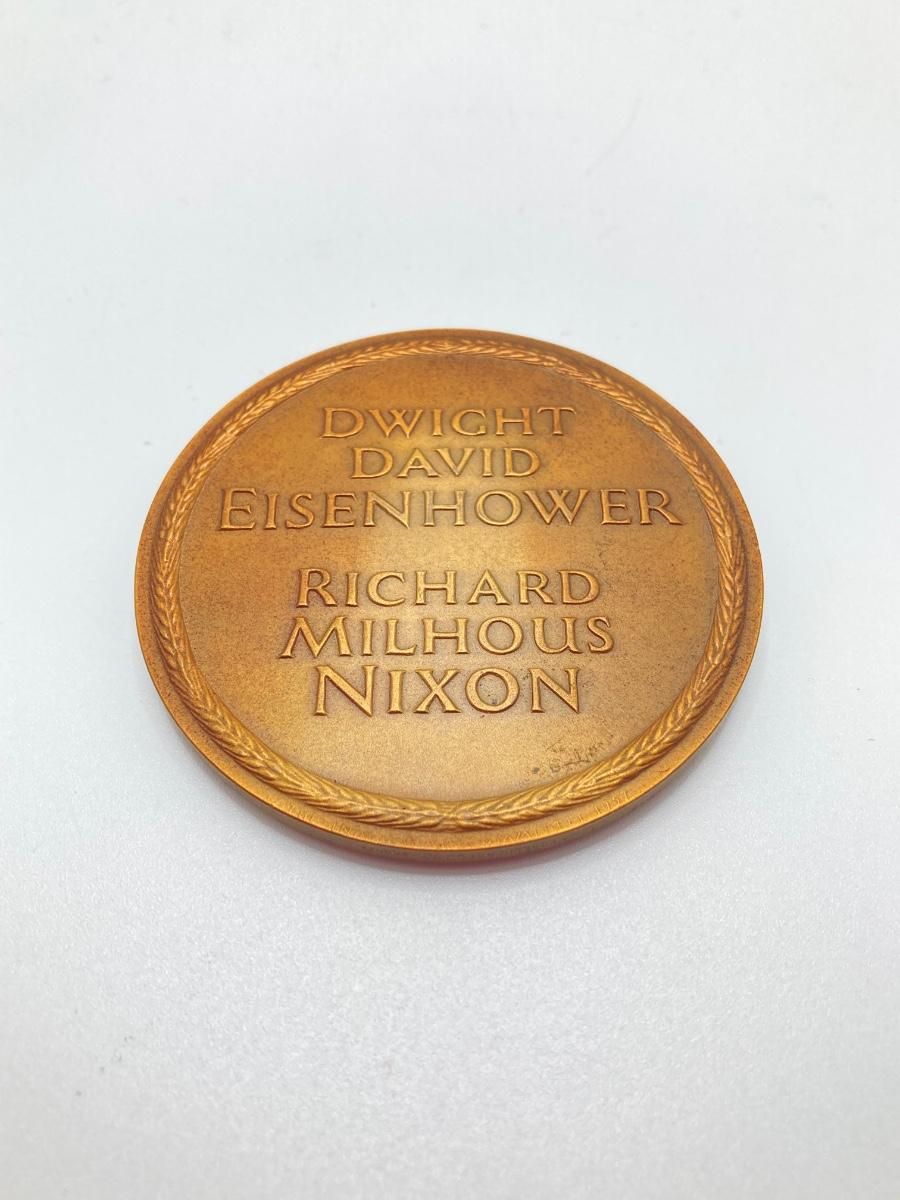 DWIGHT
DAVID
EISENHOWER
RICHARD
MILHOUS
NIXON